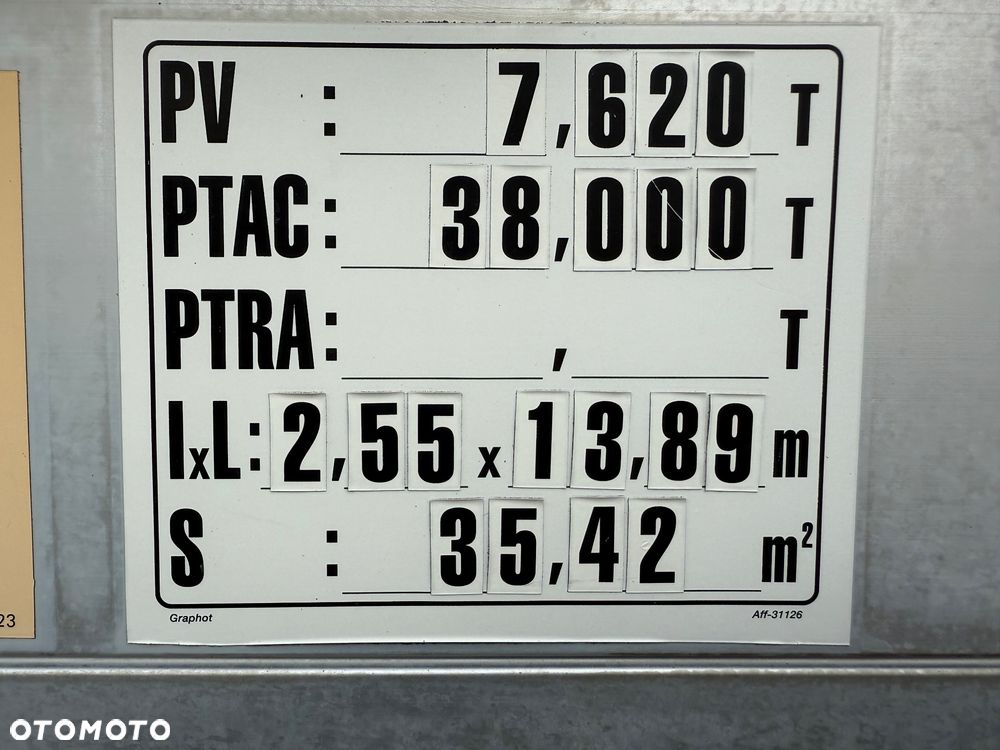 PV : 7,620 T
PTAC : 38,000 T
PTRA : , T
lxL : 2,55 x 13,89 m
S : 35,42 m²
Graphot Aff-31126
23
OTOMOTO